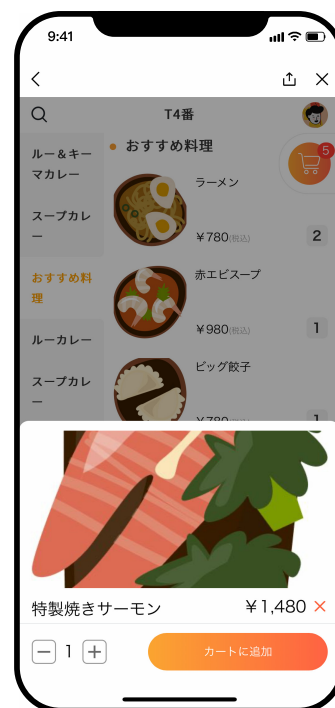 9:41
T4番
ルー＆キー
マカレー
スープカレ
ー
おすすめ料
理
ルーカレー
スープカレ
ー
おすすめ料理
5
ラーメン
￥780(税込)
2
赤エビスープ
￥980(税込)
1
ビッグ餃子
￥780(税込)
1
特製焼きサーモン
￥1,480
1
カートに追加